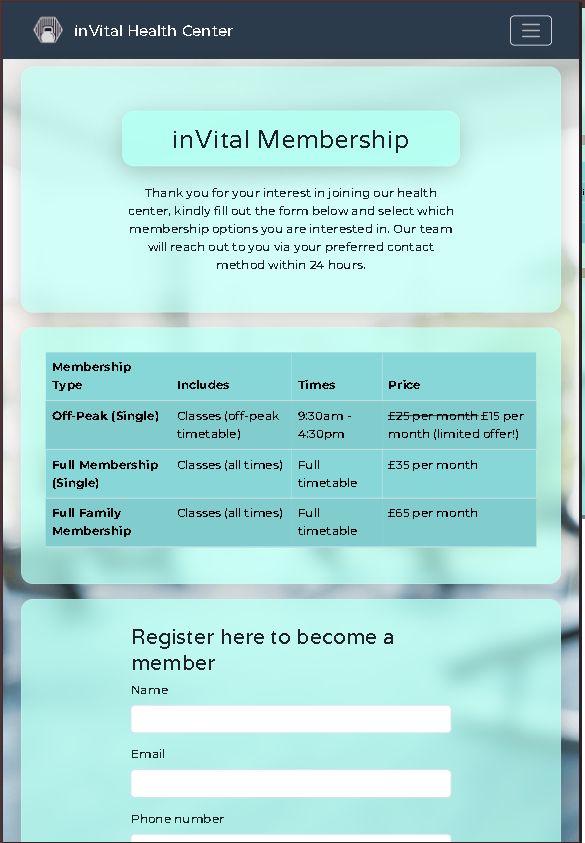 inVital Health Center
inVital Membership
Thank you for your interest in joining our health
center, kindly fill out the form below and select which
membership options you are interested in. Our team
will reach out to you via your preferred contact
method within 24 hours.
Membership Type Includes Times Price
Off-Peak (Single) Classes (off-peak timetable) 9:30am - 4:30pm £25 per month £15 per month (limited offer!)
Full Membership (Single) Classes (all times) Full timetable £35 per month
Full Family Membership Classes (all times) Full timetable £65 per month
Register here to become a
member
Name
Email
Phone number